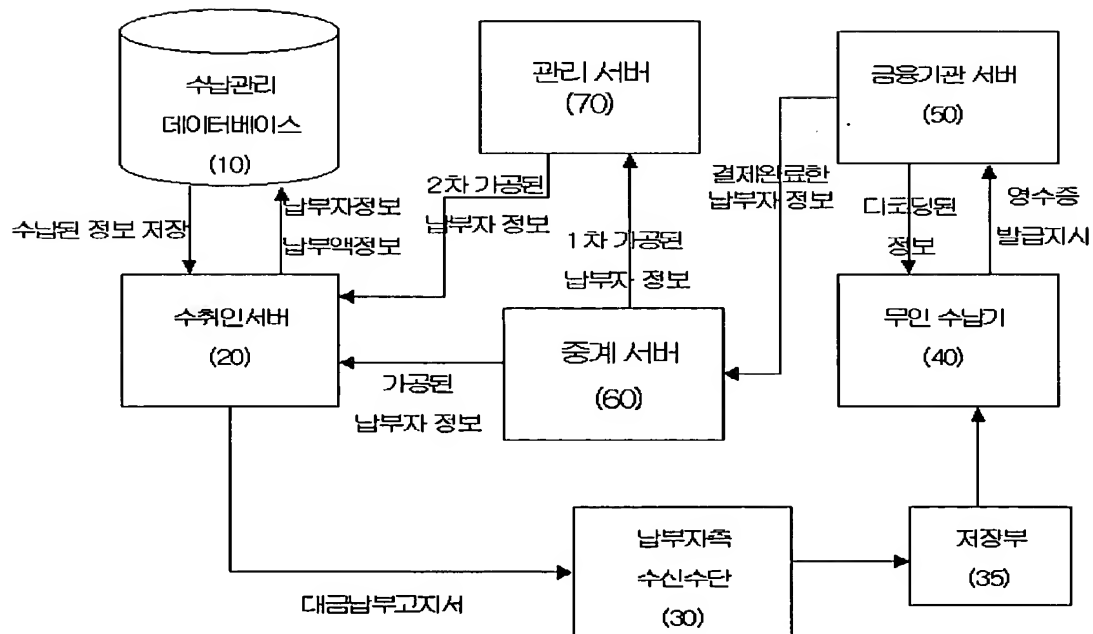 수납관리
데이터베이스
(10)
관리 서버
(70)
금융기관 서버
(50)
수납된 정보 저장
납부자정보
납부액정보
2차 가공된
납부자 정보
1차 가공된
납부자 정보
결제완료한
납부자 정보
디코딩된
정보
영수증
발급지시
수취인서버
(20)
가공된
납부자 정보
중계 서버
(60)
무인 수납기
(40)
대금납부고지서
납부자측
수신수단
(30)
저장부
(35)